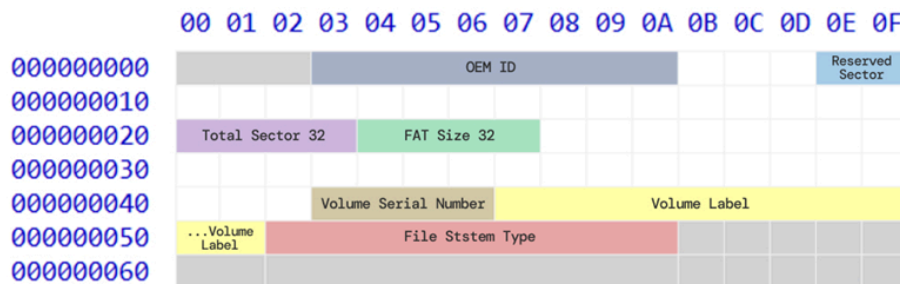 00 01 02 03 04 05 06 07 08 09 0A 0B 0C 0D 0E 0F
000000000 OEM ID Reserved
Sector
000000010
000000020 Total Sector 32 FAT Size 32
000000030
000000040 Volume Serial Number Volume Label
000000050 ...Volume
Label File Ststem Type
000000060